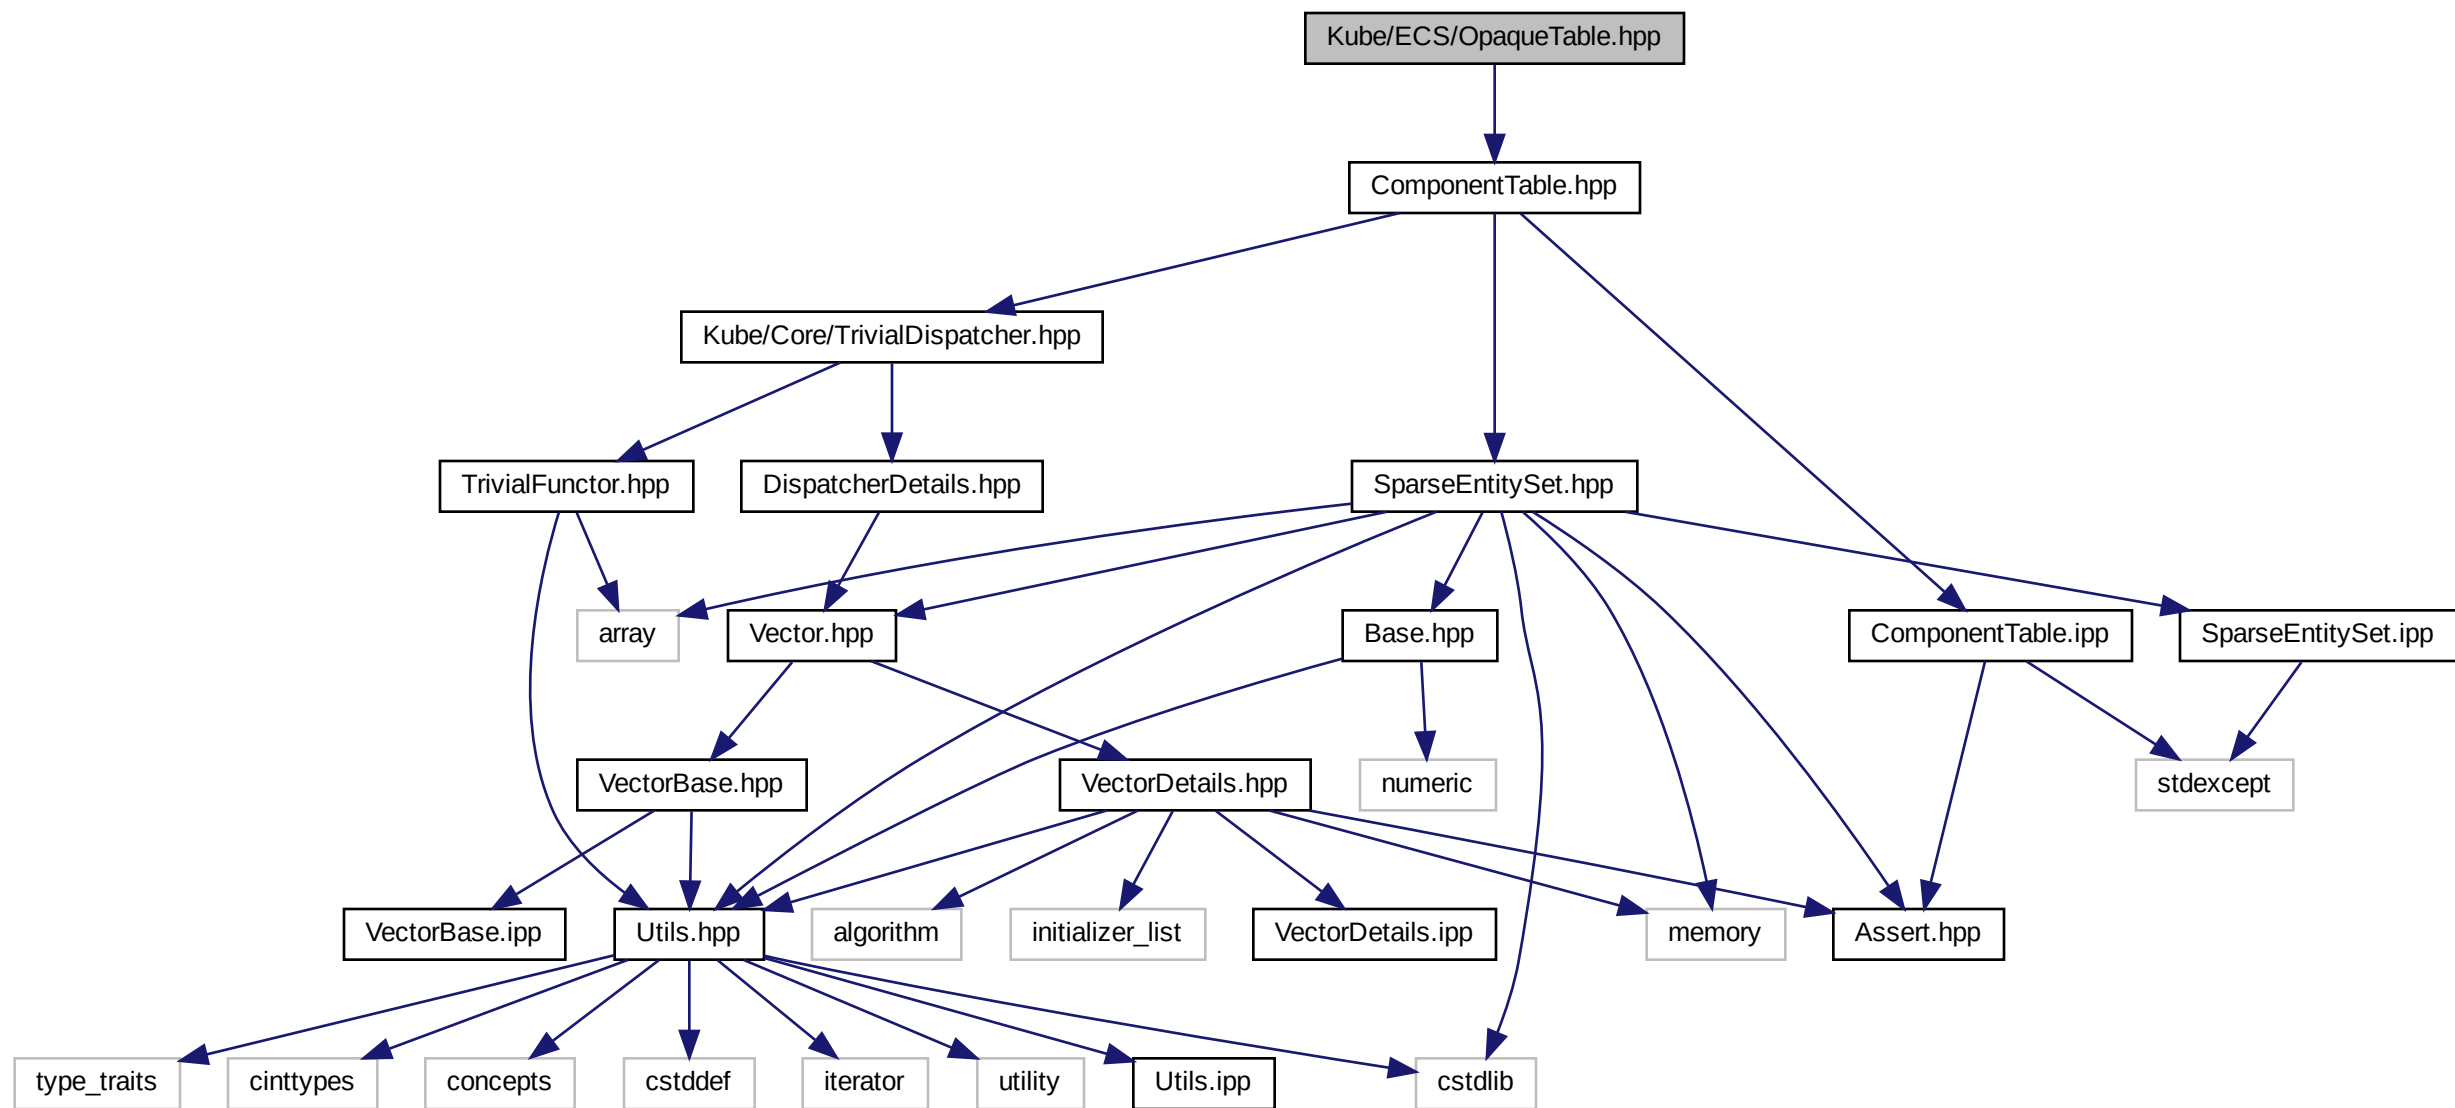 Kube/ECS/OpaqueTable.hpp
ComponentTable.hpp
Kube/Core/TrivialDispatcher.hpp
TrivialFunctor.hpp
DispatcherDetails.hpp
SparseEntitySet.hpp
array
Vector.hpp
Base.hpp
ComponentTable.ipp
SparseEntitySet.ipp
VectorBase.hpp
VectorDetails.hpp
numeric
stdexcept
VectorBase.ipp
Utils.hpp
algorithm
initializer_list
VectorDetails.ipp
memory
Assert.hpp
type_traits
cinttypes
concepts
cstddef
iterator
utility
Utils.ipp
cstdlib